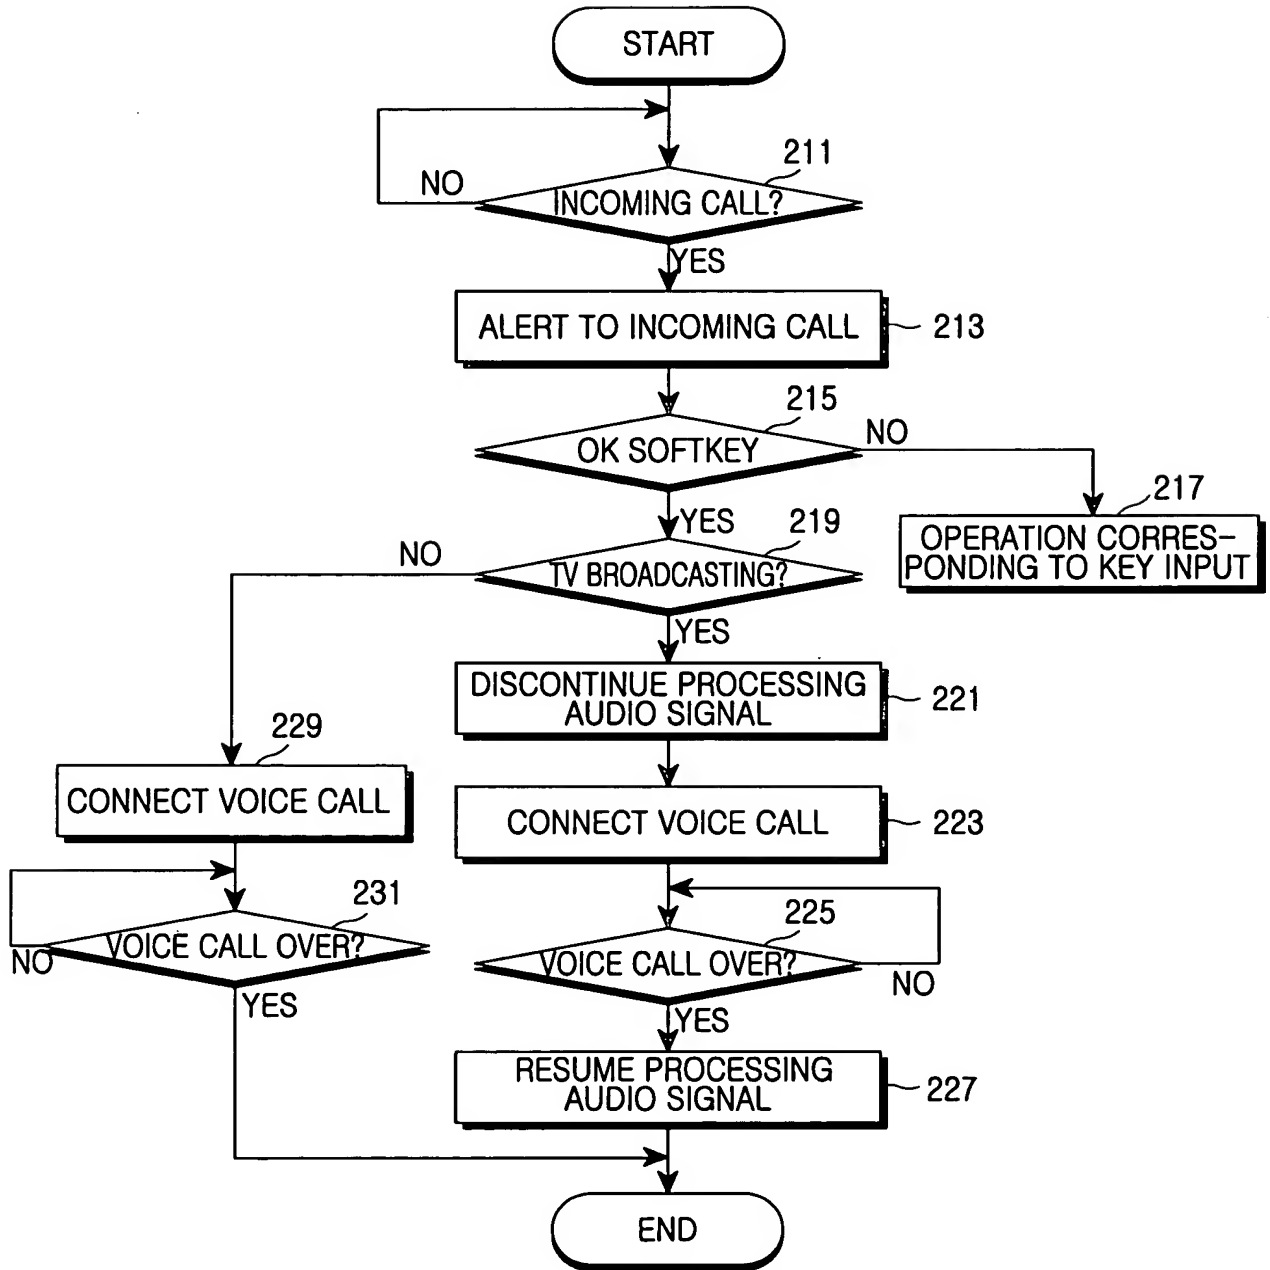 START
211
NO
INCOMING CALL?
YES
ALERT TO INCOMING CALL
213
215
OK SOFTKEY
NO
217
OPERATION CORRES-
PONDING TO KEY INPUT
YES
219
NO
TV BROADCASTING?
YES
DISCONTINUE PROCESSING
AUDIO SIGNAL
221
229
CONNECT VOICE CALL
CONNECT VOICE CALL
223
231
VOICE CALL OVER?
NO
YES
225
VOICE CALL OVER?
NO
YES
RESUME PROCESSING
AUDIO SIGNAL
227
END